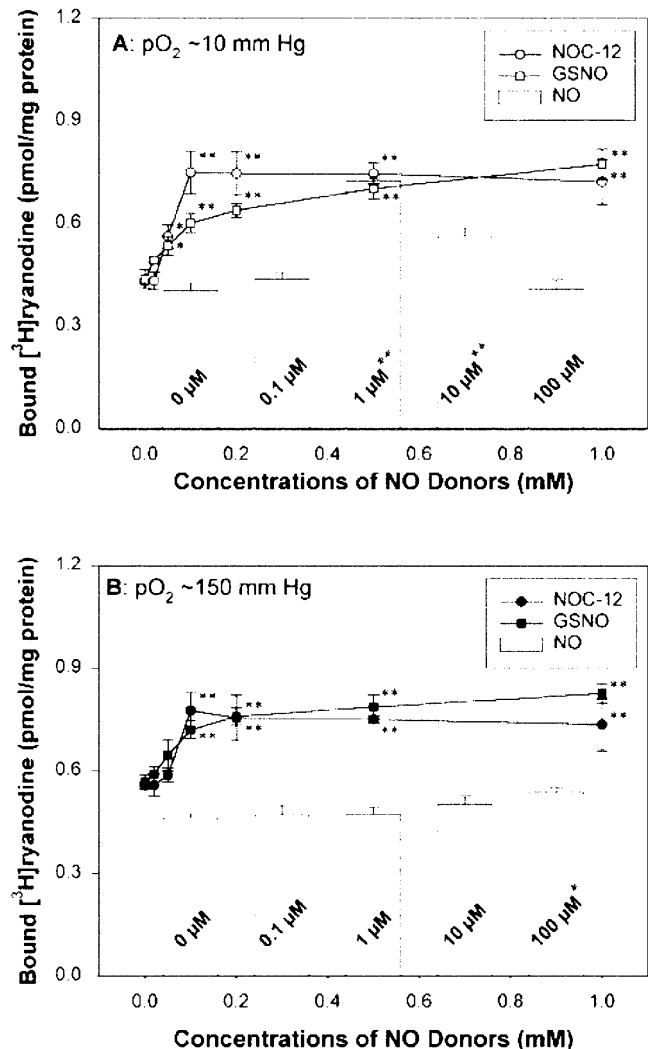 A: pO₂ ~10 mm Hg
NOC-12
GSNO
NO
Bound [³H]ryanodine (pmol/mg protein)
1.2
0.9
0.6
0.3
0.0
** ** ** **
** ** ** **
*
*
0 µM
0.1 µM
1 µM**
10 µM**
100 µM
0.0 0.2 0.4 0.6 0.8 1.0
Concentrations of NO Donors (mM)
B: pO₂ ~150 mm Hg
NOC-12
GSNO
NO
Bound [³H]ryanodine (pmol/mg protein)
1.2
0.9
0.6
0.3
0.0
** ** ** **
** ** ** **
0 µM
0.1 µM
1 µM
10 µM
100 µM*
0.0 0.2 0.4 0.6 0.8 1.0
Concentrations of NO Donors (mM)